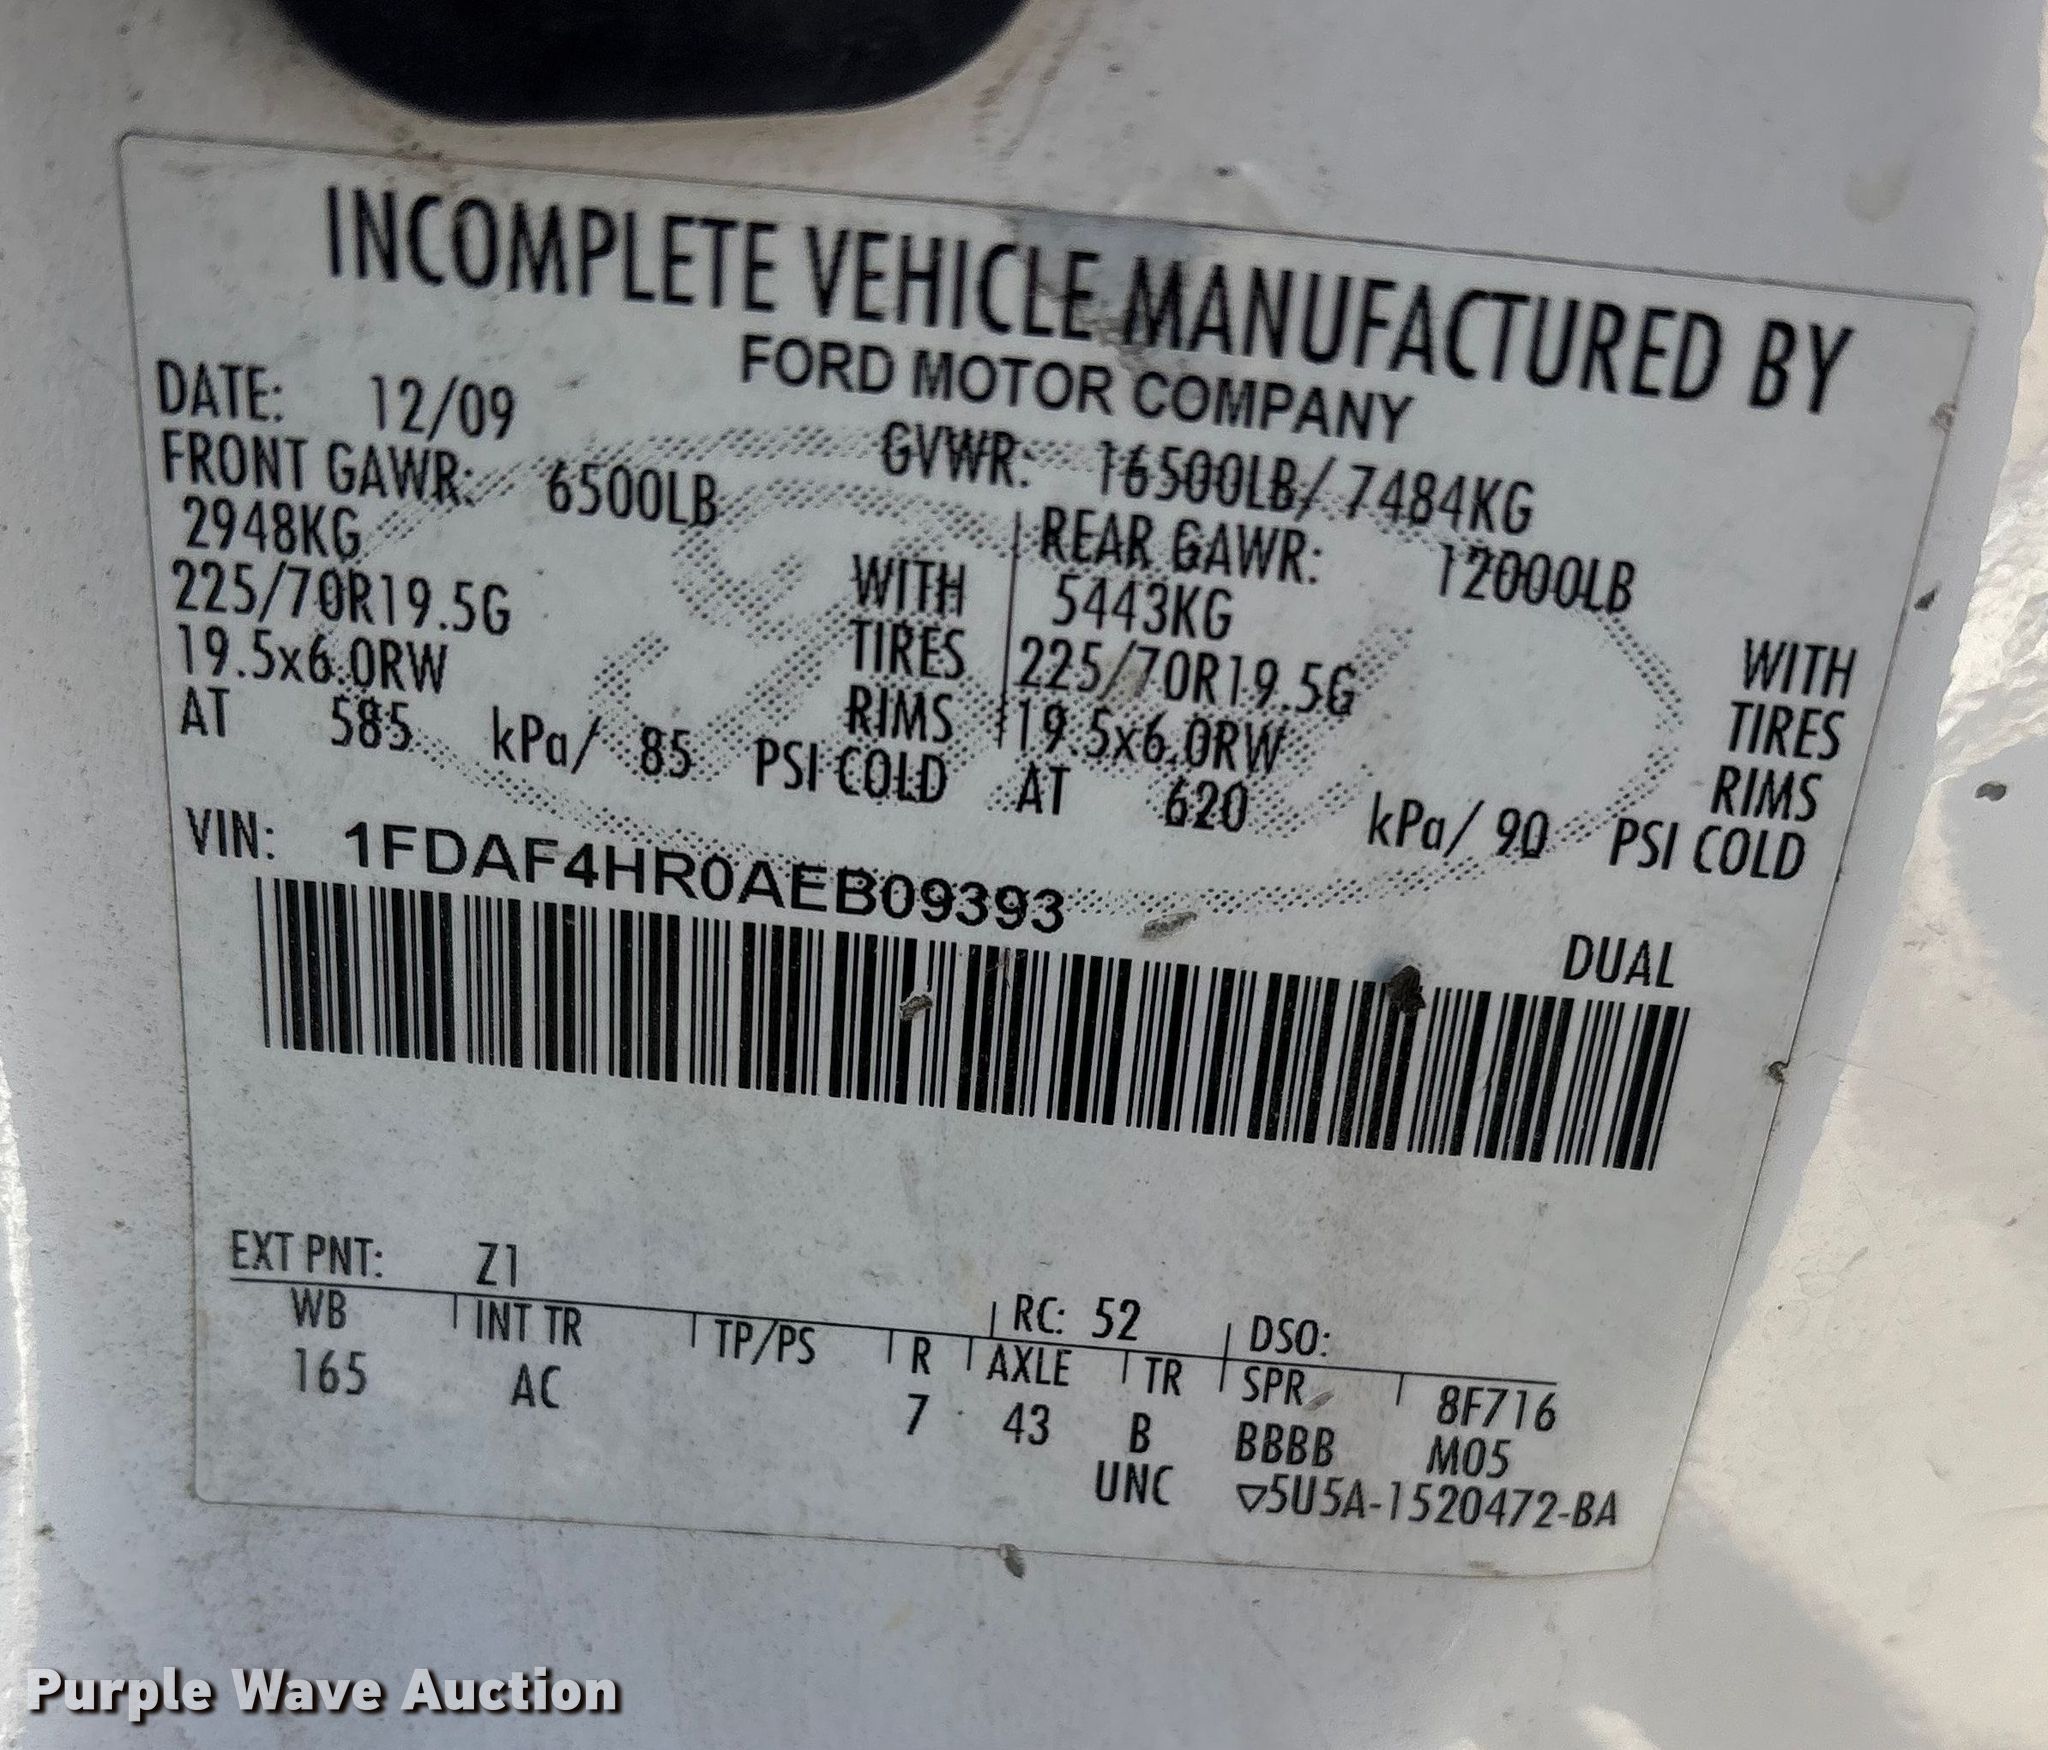 INCOMPLETE VEHICLE MANUFACTURED BY
FORD MOTOR COMPANY
DATE: 12/09
GVWR: 16500LB/ 7484KG
FRONT GAWR: 6500LB
2948KG WITH
225/70R19.5G TIRES
19.5x6.0RW RIMS
AT 585 kPa/ 85 PSI COLD
REAR GAWR: 12000LB
5443KG WITH
225/70R19.5G TIRES
19.5x6.0RW RIMS
AT 620 kPa/ 90 PSI COLD
VIN: 1FDAF4HR0AEB09393
DUAL
EXT PNT: Z1 RC: 52 DSO:
WB INT TR TP/PS R AXLE TR SPR 8F716
165 AC 7 43 B BBBB M05
UNC ▽5U5A-1520472-BA
Purple Wave Auction